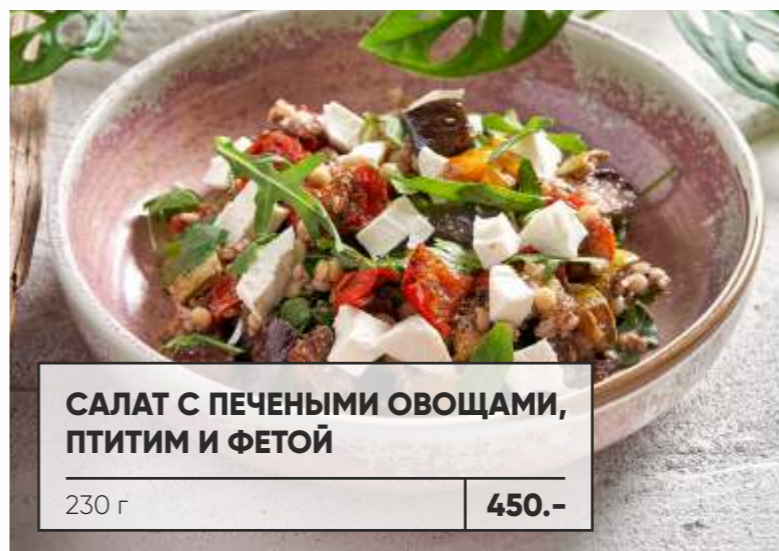 САЛАТ С ПЕЧЕНЫМИ ОВОЩАМИ,
ПТИТИМ И ФЕТОЙ
230 г
450.-